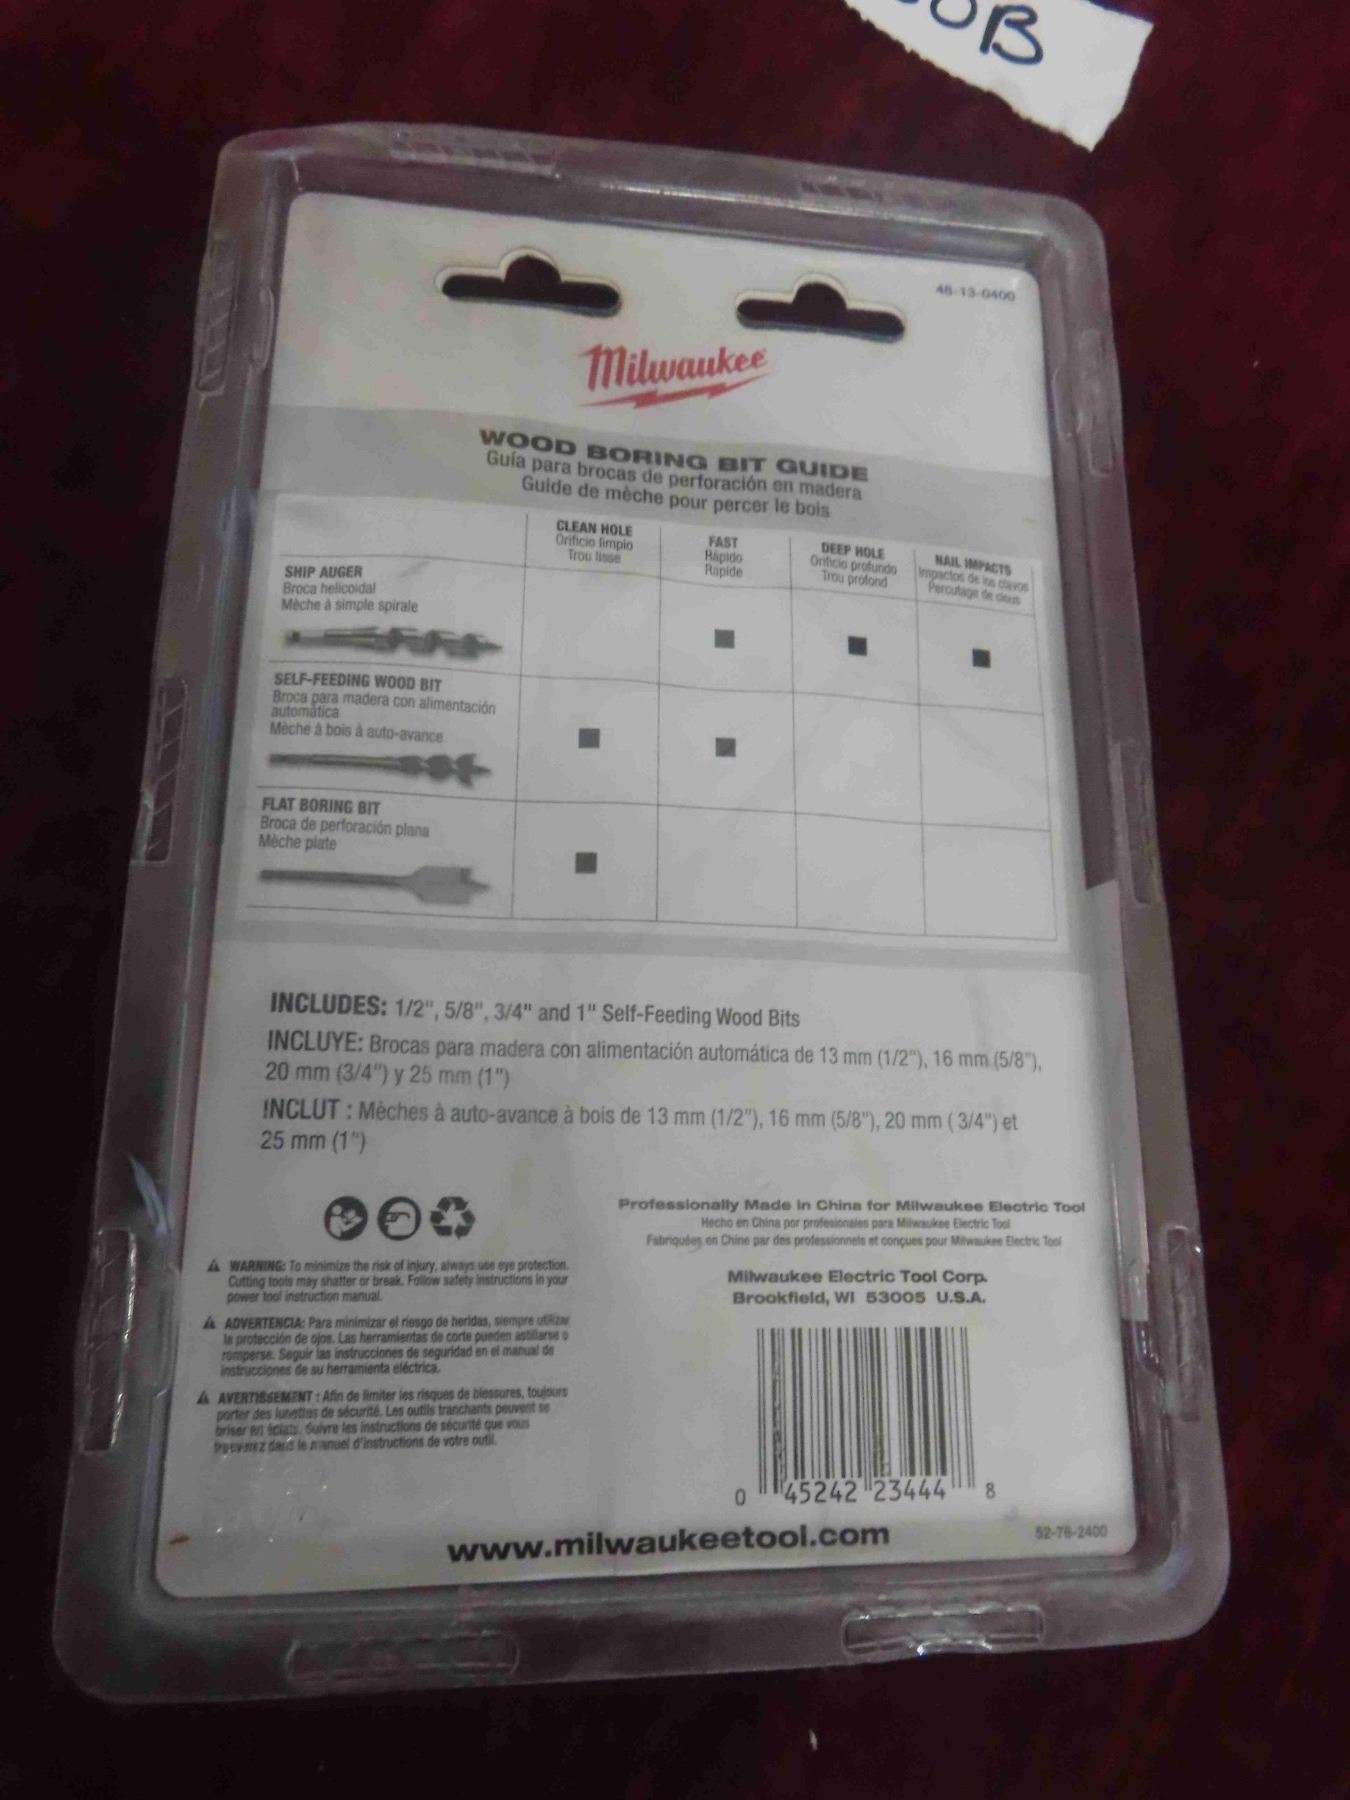 OB
48-13-0400
Milwaukee
WOOD BORING BIT GUIDE
Guía para brocas de perforación en madera
Guide de mèche pour percer le bois
CLEAN HOLE
Orificio limpio
Trou lisse
FAST
Rápido
Rapide
DEEP HOLE
Orificio profundo
Trou profond
NAIL IMPACTS
Impactos de los clavos
Percutage de clous
SHIP AUGER
Broca helicoidal
Mèche à simple spirale
SELF-FEEDING WOOD BIT
Broca para madera con alimentación
automática
Mèche à bois à auto-avance
FLAT BORING BIT
Broca de perforación plana
Mèche plate
INCLUDES: 1/2", 5/8", 3/4" and 1" Self-Feeding Wood Bits
INCLUYE: Brocas para madera con alimentación automática de 13 mm (1/2"), 16 mm (5/8"),
20 mm (3/4") y 25 mm (1")
INCLUT : Mèches à auto-avance à bois de 13 mm (1/2"), 16 mm (5/8"), 20 mm ( 3/4") et
25 mm (1")
Professionally Made in China for Milwaukee Electric Tool
Hecho en China por profesionales para Milwaukee Electric Tool
Fabriquées en Chine par des professionnels et conçues pour Milwaukee Electric Tool
WARNING: To minimize the risk of injury, always use eye protection.
Cutting tools may shatter or break. Follow safety instructions in your
power tool instruction manual.
ADVERTENCIA: Para minimizar el riesgo de heridas, siempre utilizar
la protección de ojos. Las herramientas de corte pueden astillarse o
romperse. Seguir las instrucciones de seguridad en el manual de
instrucciones de su herramienta eléctrica.
AVERTISSEMENT : Afin de limiter les risques de blessures, toujours
porter des lunettes de sécurité. Les outils tranchants peuvent se
briser en éclats. Suivre les instructions de sécurité que vous
trouverez dans le manuel d'instructions de votre outil.
Milwaukee Electric Tool Corp.
Brookfield, WI 53005 U.S.A.
0 45242 23444 8
www.milwaukeetool.com
52-76-2400